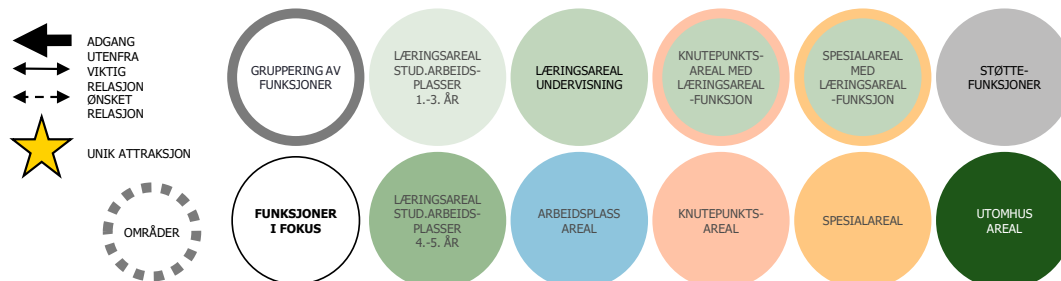 ADGANG
UTENFRA
VIKTIG
RELASJON
ØNSKET
RELASJON
UNIK ATTRAKSJON
OMRÅDER
GRUPPERING AV
FUNKSJONER
LÆRINGSAREAL
STUD.ARBEIDS-
PLASSER
1.-3. ÅR
LÆRINGSAREAL
UNDERVISNING
KNUTEPUNKTS-
AREAL MED
LÆRINGSAREAL
-FUNKSJON
SPESIALAREAL
MED
LÆRINGSAREAL
-FUNKSJON
STØTTE-
FUNKSJONER
FUNKSJONER
I FOKUS
LÆRINGSAREAL
STUD.ARBEIDS-
PLASSER
4.-5. ÅR
ARBEIDSPLASS
AREAL
KNUTEPUNKTS-
AREAL
SPESIALAREAL
UTOMHUS
AREAL